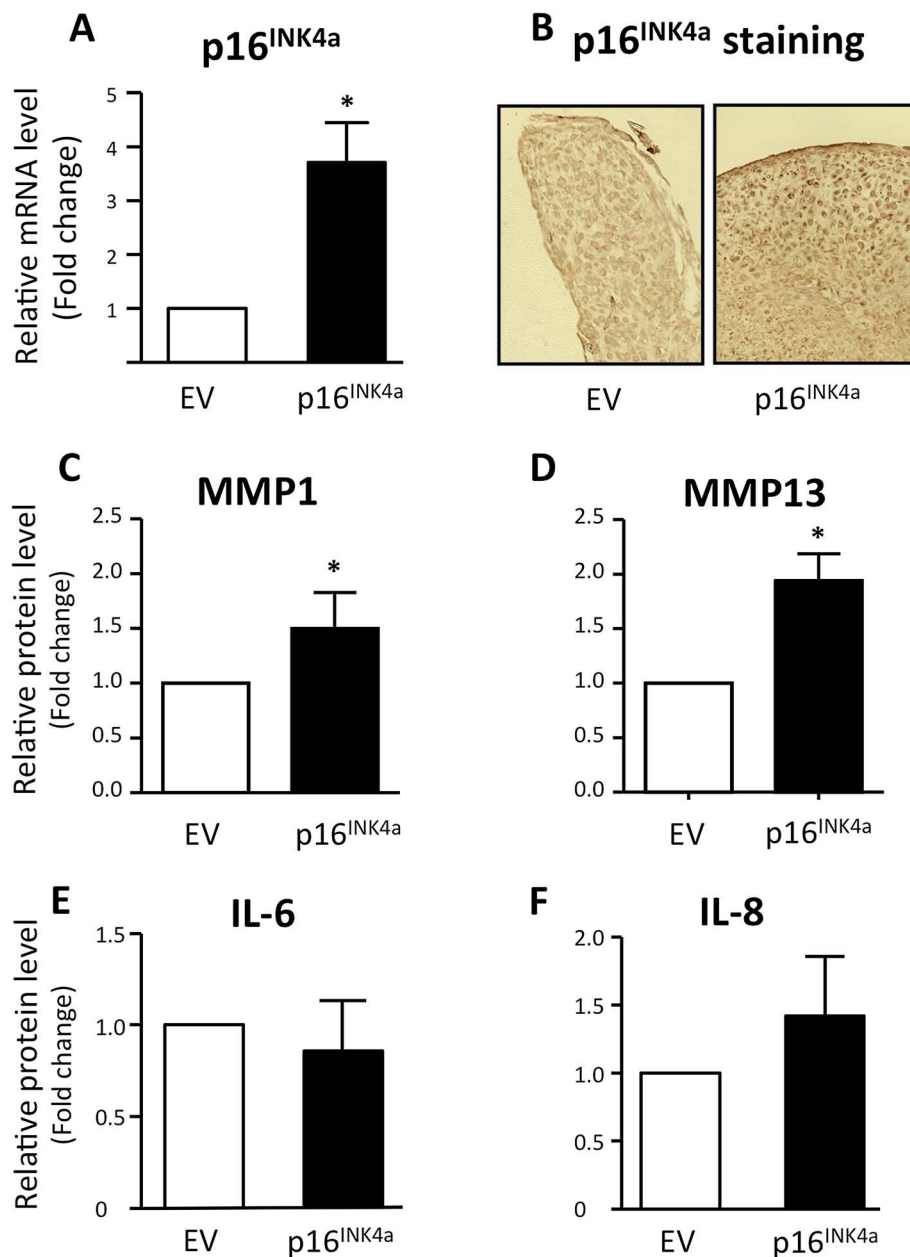 A
p16INK4a
Relative mRNA level
(Fold change)
5
4
3
2
1
*
EV
p16INK4a
B
p16INK4a staining
EV
p16INK4a
C
MMP1
Relative protein level
(Fold change)
2.5
2.0
1.5
1.0
0.5
0.0
*
EV
p16INK4a
D
MMP13
2.5
2.0
1.5
1.0
0.5
0.0
*
EV
p16INK4a
E
IL-6
Relative protein level
(Fold change)
1.5
1.0
0.5
0
EV
p16INK4a
F
IL-8
2.0
1.5
1.0
0.5
0
EV
p16INK4a